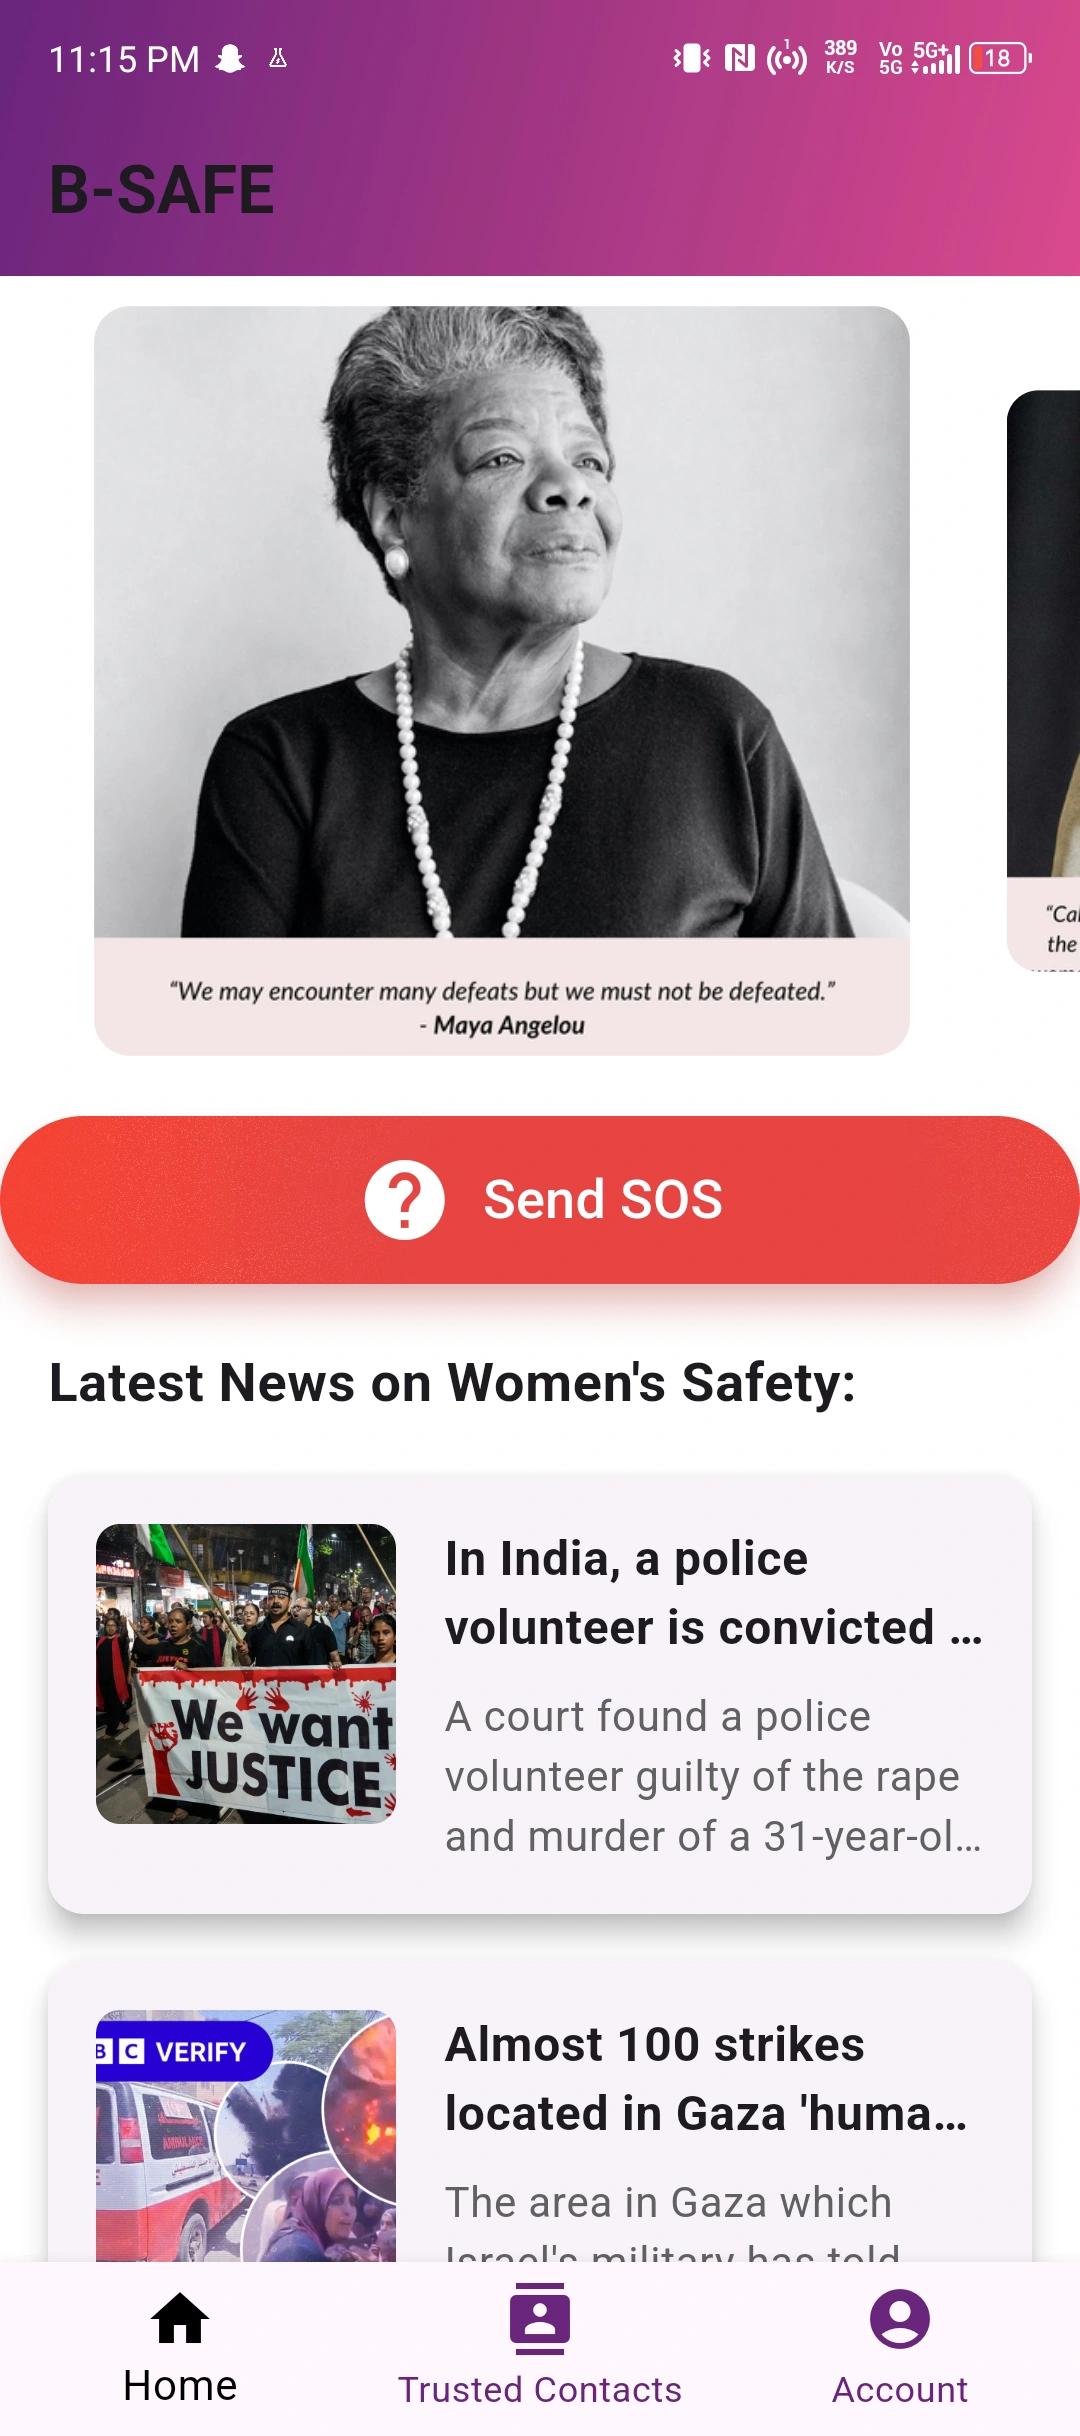 11:15 PM
389
K/S
Vo
5G
5G+
18
B-SAFE
“We may encounter many defeats but we must not be defeated.”
- Maya Angelou
“Cal
the
Send SOS
Latest News on Women's Safety:
In India, a police
volunteer is convicted ...
A court found a police
volunteer guilty of the rape
and murder of a 31-year-ol...
We want
JUSTICE
Almost 100 strikes
located in Gaza 'huma...
B C VERIFY
AMBULANCE
The area in Gaza which
Israel's military has told
Home
Trusted Contacts
Account